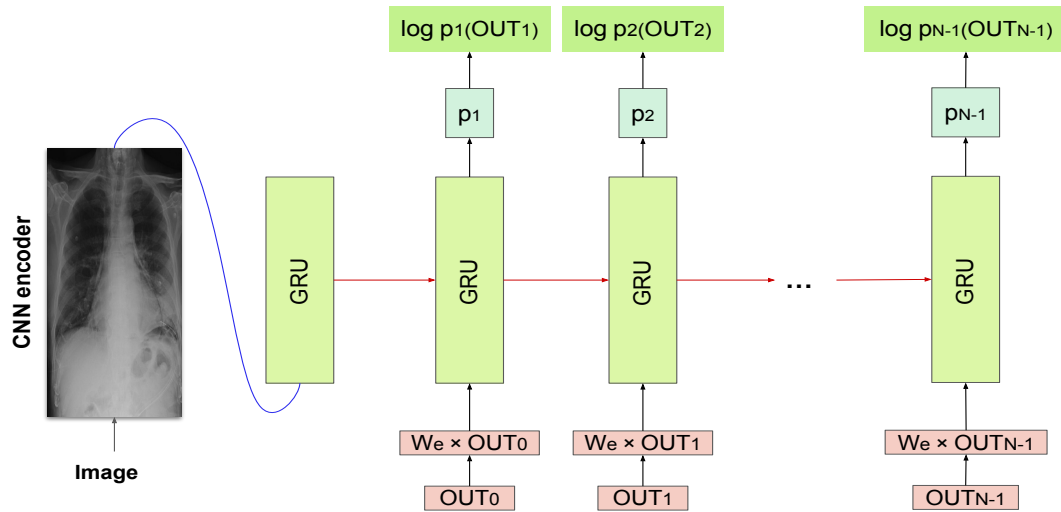 log p1(OUT1) log p2(OUT2) log pN-1(OUTN-1)
p1 p2 pN-1
CNN encoder
GRU GRU GRU ... GRU
We × OUT0 We × OUT1 We × OUTN-1
Image
OUT0 OUT1 OUTN-1